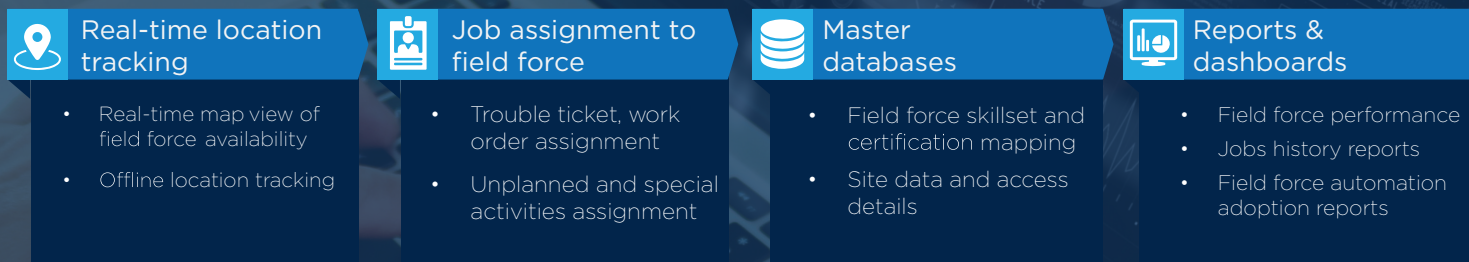 Real-time location
tracking
• Real-time map view of
field force availability
• Offline location tracking
Job assignment to
field force
• Trouble ticket, work
order assignment
• Unplanned and special
activities assignment
Master
databases
• Field force skillset and
certification mapping
• Site data and access
details
Reports &
dashboards
• Field force performance
• Jobs history reports
• Field force automation
adoption reports